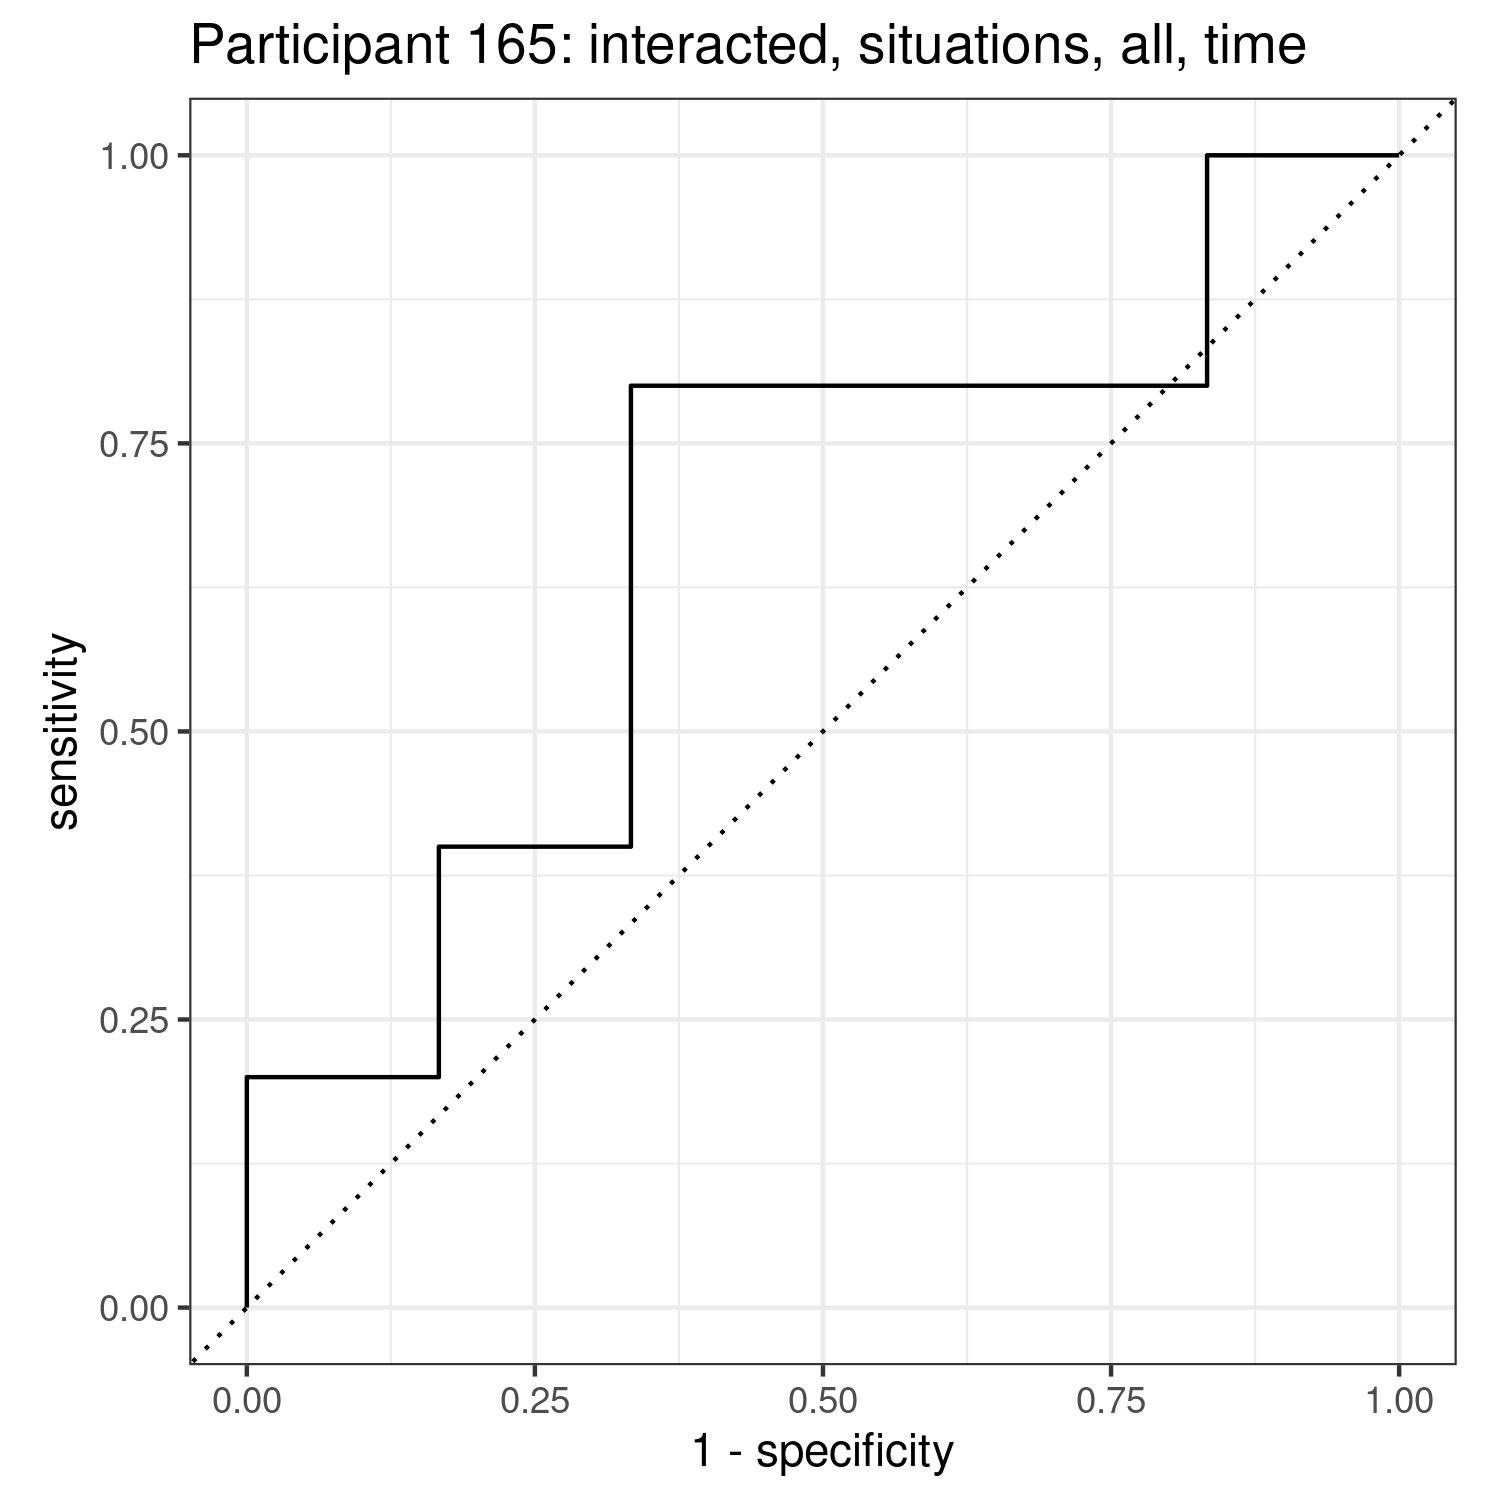 Participant 165: interacted, situations, all, time
1.00
0.75
0.50
0.25
0.00
sensitivity
0.00 0.25 0.50 0.75 1.00
1 - specificity